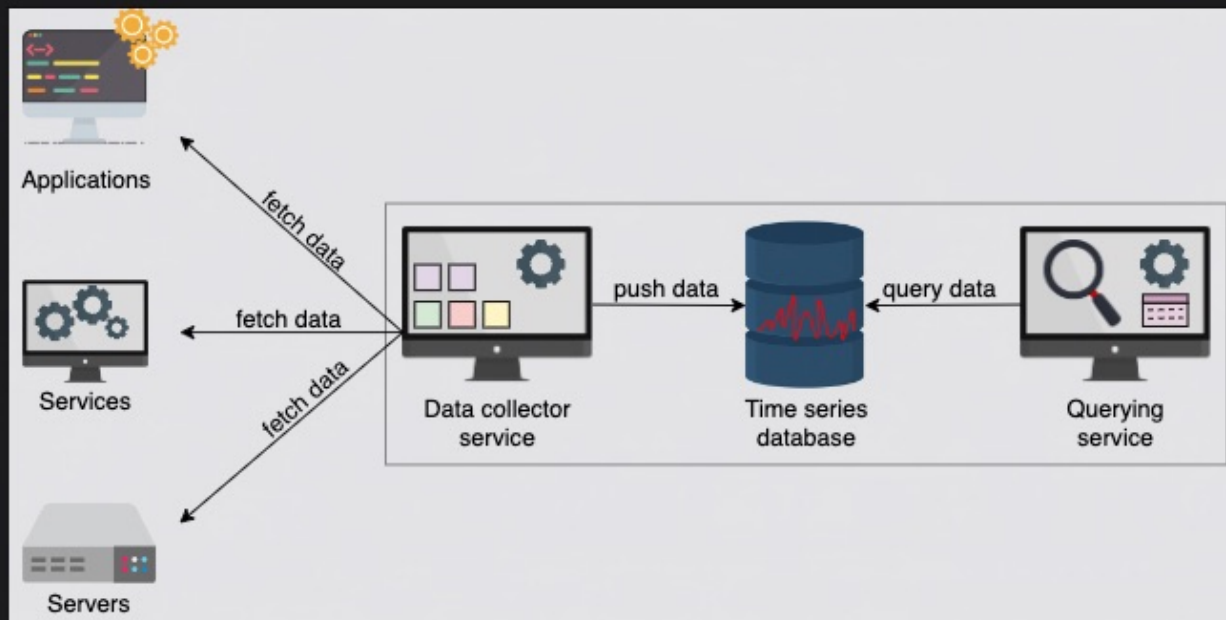 Applications
fetch data
Services
fetch data
fetch data
Servers
Data collector
service
push data
Time series
database
query data
Querying
service